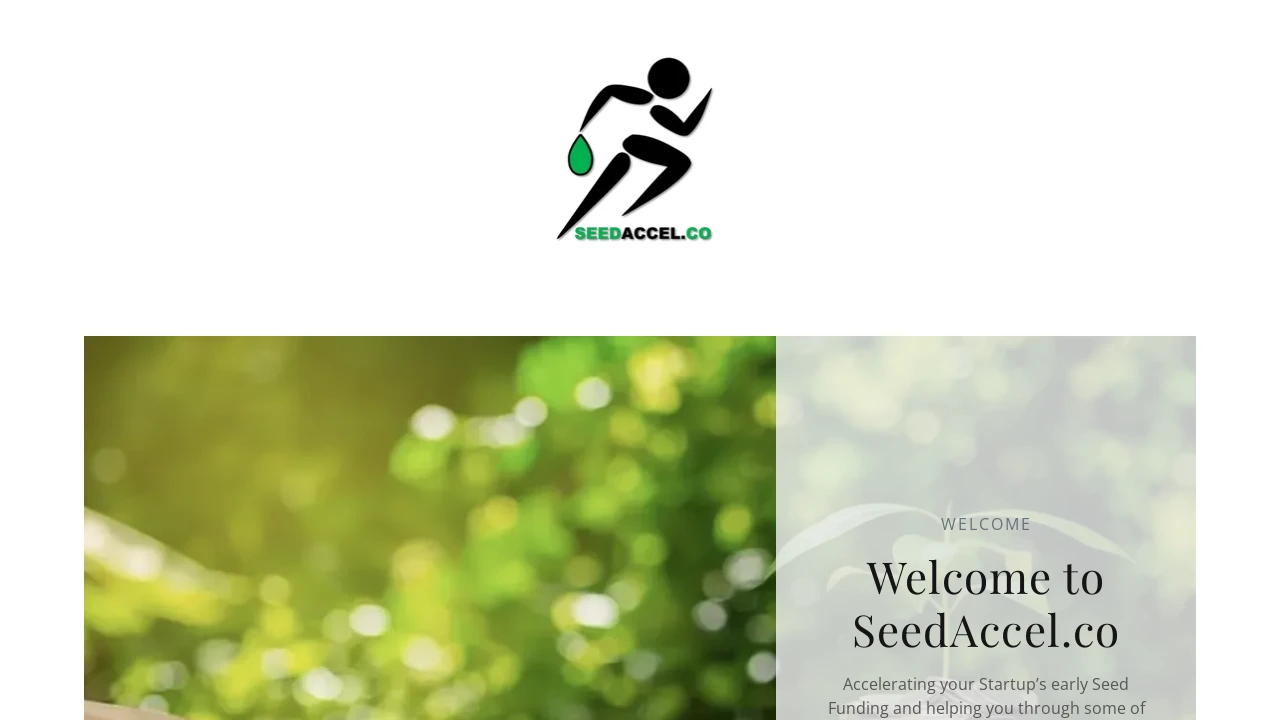 SEEDACCEL.CO
WELCOME
Welcome to
SeedAccel.co
Accelerating your Startup’s early Seed
Funding and helping you through some of